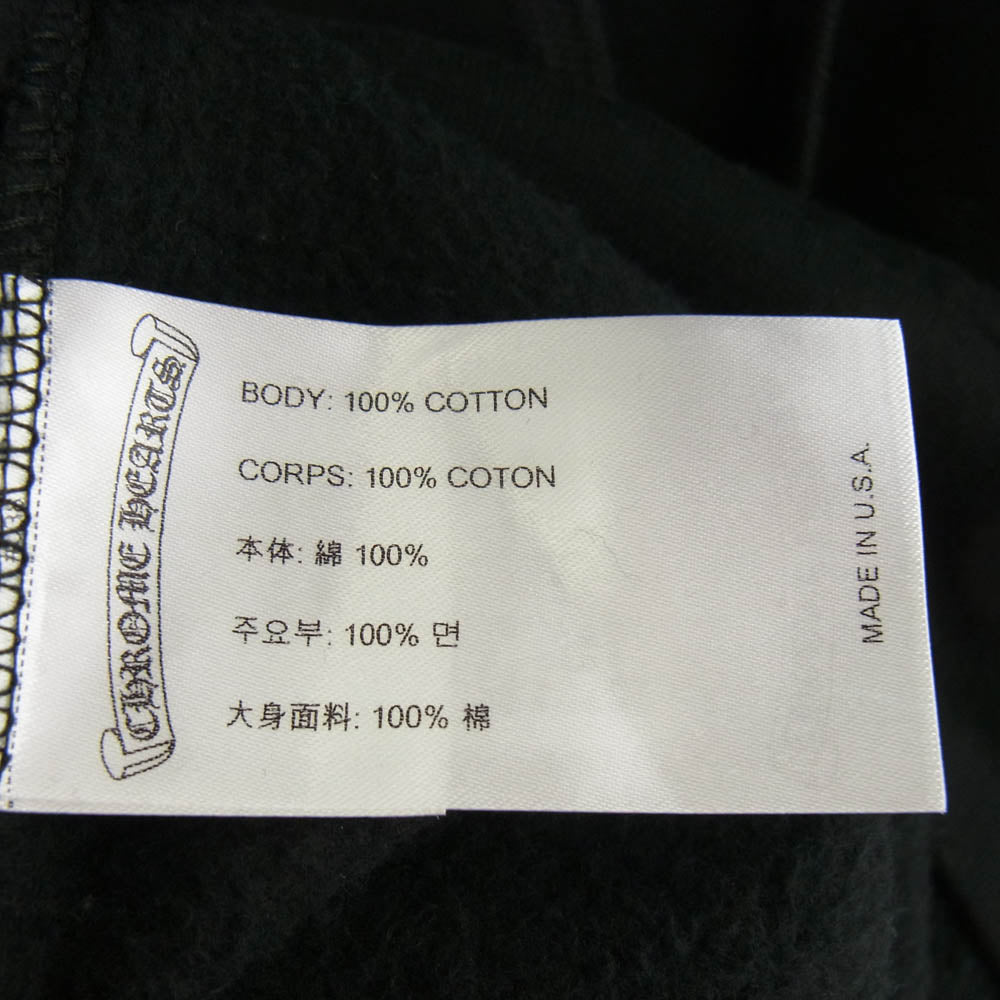 CHROME HEARTS
BODY: 100% COTTON
CORPS: 100% COTON
本体: 綿 100%
주요부: 100% 면
大身面料: 100% 棉
MADE IN U.S.A.